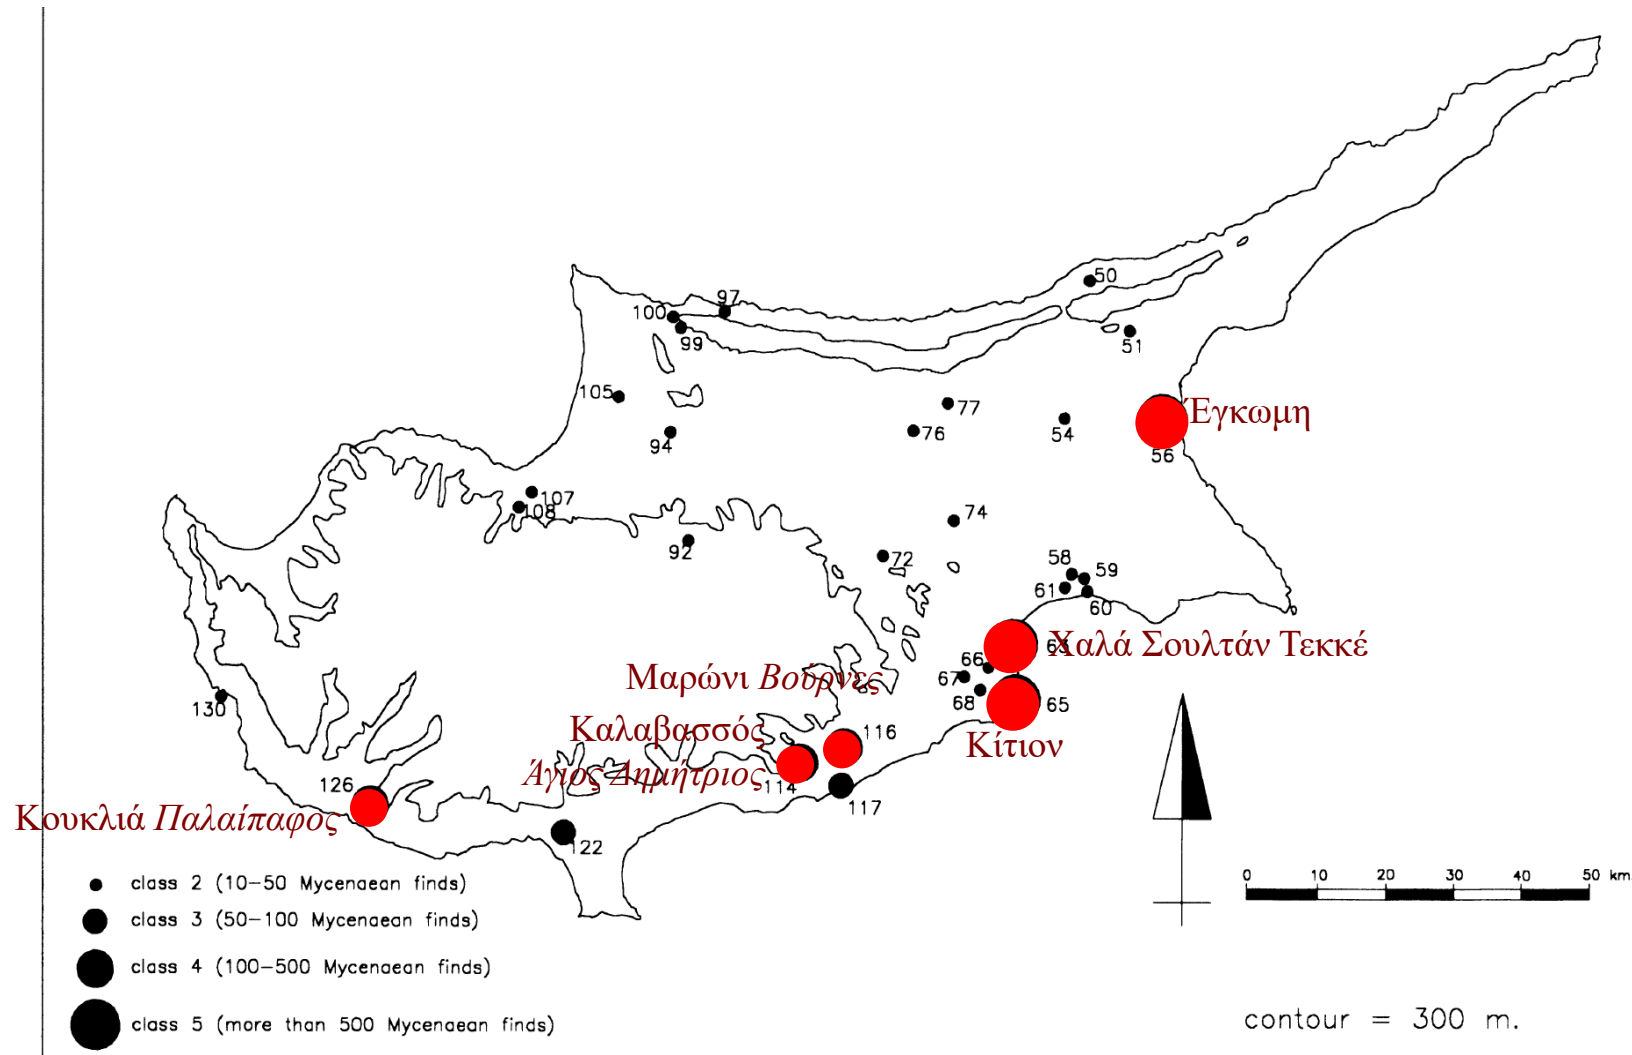 50
97
100
99
51
105
77
Έγκωμη
76
54
94
56
107
108
74
92
72
58
59
61
60
Χαλά Σουλτάν Τεκκέ
66
Μαρώνι Βούρνες
67
68
65
130
Καλαβασσός
116
Κίτιον
Άγιος Δημήτριος
114
126
117
Κουκλιά Παλαίπαφος
122
class 2 (10-50 Mycenaean finds)
0 10 20 30 40 50 km.
class 3 (50-100 Mycenaean finds)
class 4 (100-500 Mycenaean finds)
class 5 (more than 500 Mycenaean finds)
contour = 300 m.